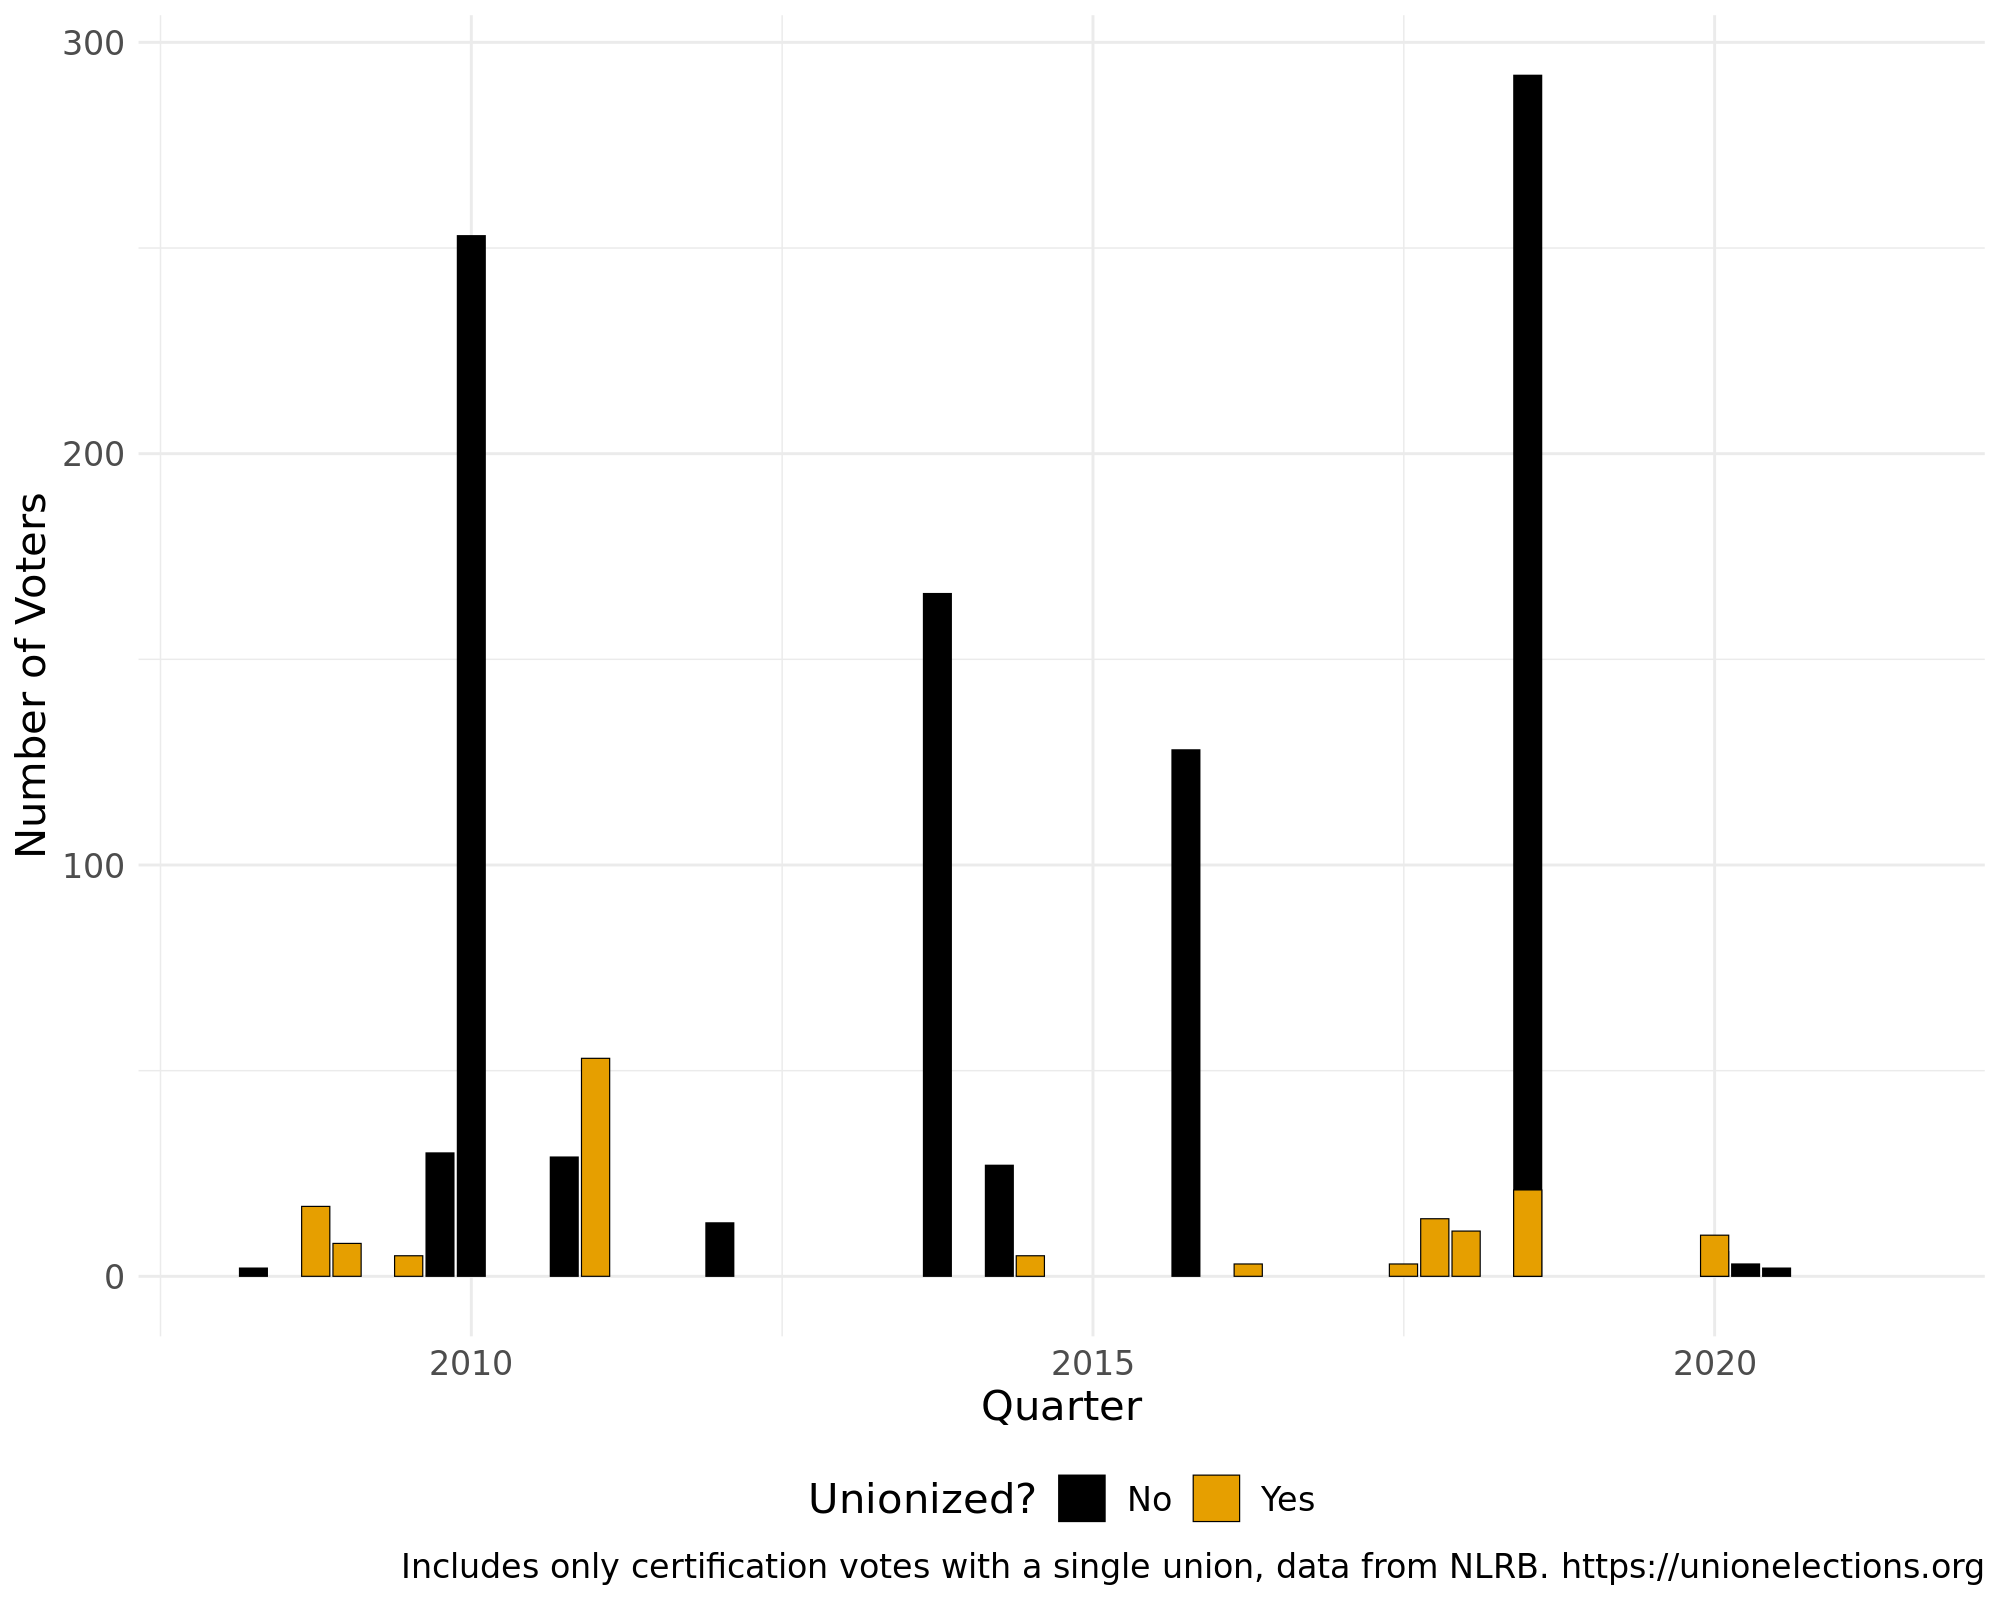 300
200
100
0
Number of Voters
2010 2015 2020
Quarter
Unionized? No Yes
Includes only certification votes with a single union, data from NLRB. https://unionelections.org